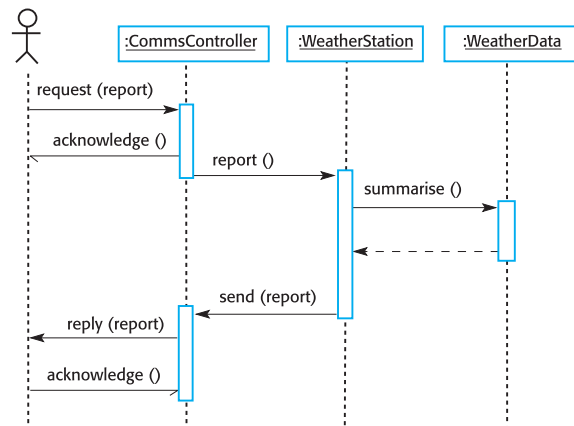 :CommsController
:WeatherStation
:WeatherData
request (report)
acknowledge ()
report ()
summarise ()
send (report)
reply (report)
acknowledge ()